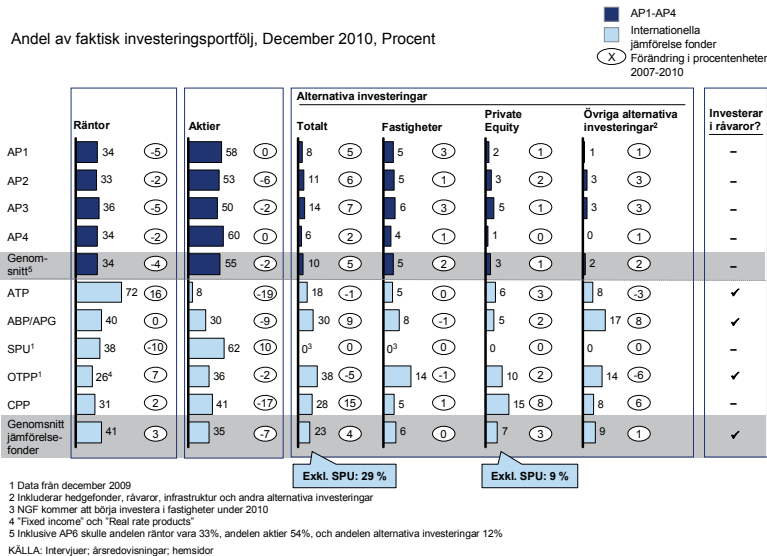 AP1-AP4
Internationella
jämförelse fonder
X Förändring i procentenheter
2007-2010
Andel av faktisk investeringsportfölj, December 2010, Procent
Alternativa investeringar
Räntor Aktier Totalt Fastigheter Private Equity Övriga alternativa investeringar2 Investerar i råvaror?
AP1 34 -5 58 0 8 5 5 3 2 1 1 1 –
AP2 33 -2 53 -6 11 6 5 1 3 2 3 3 –
AP3 36 -5 50 -2 14 7 6 3 5 1 3 3 –
AP4 34 -2 60 0 6 2 4 1 1 0 0 1 –
Genom-
snitt5 34 -4 55 -2 10 5 5 2 3 1 2 2 –
ATP 72 16 8 -19 18 -1 5 0 6 3 8 -3 ✔
ABP/APG 40 0 30 -9 30 9 8 -1 5 2 17 8 ✔
SPU1 38 -10 62 10 03 0 03 0 0 0 0 0 –
OTPP1 264 7 36 -2 38 -5 14 -1 10 2 14 -6 ✔
CPP 31 2 41 -17 28 15 5 1 15 8 8 6 –
Genomsnitt
jämförelse-
fonder 41 3 35 -7 23 4 6 0 7 3 9 1 ✔
Exkl. SPU: 29 % Exkl. SPU: 9 %
1 Data från december 2009
2 Inkluderar hedgefonder, råvaror, infrastruktur och andra alternativa investeringar
3 NGF kommer att börja investera i fastigheter under 2010
4 ”Fixed income” och ”Real rate products”
5 Inklusive AP6 skulle andelen räntor vara 33%, andelen aktier 54%, och andelen alternativa investeringar 12%
KÄLLA: Intervjuer; årsredovisningar; hemsidor